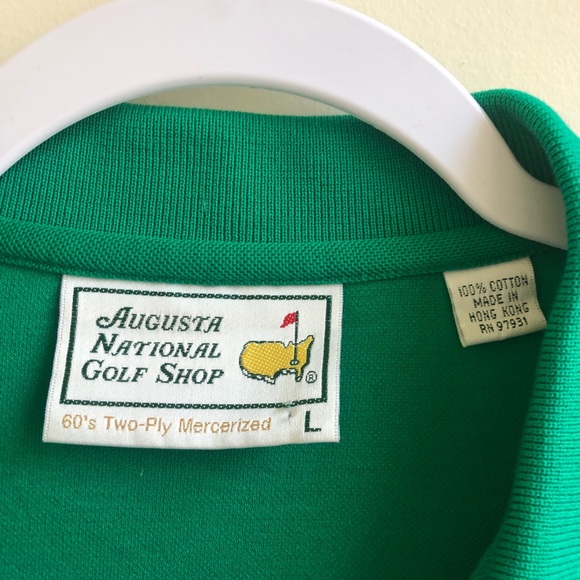 AUGUSTA
NATIONAL
GOLF SHOP
®
60's Two-Ply Mercerized L
100% COTTON
MADE IN
HONG KONG
RN 97931